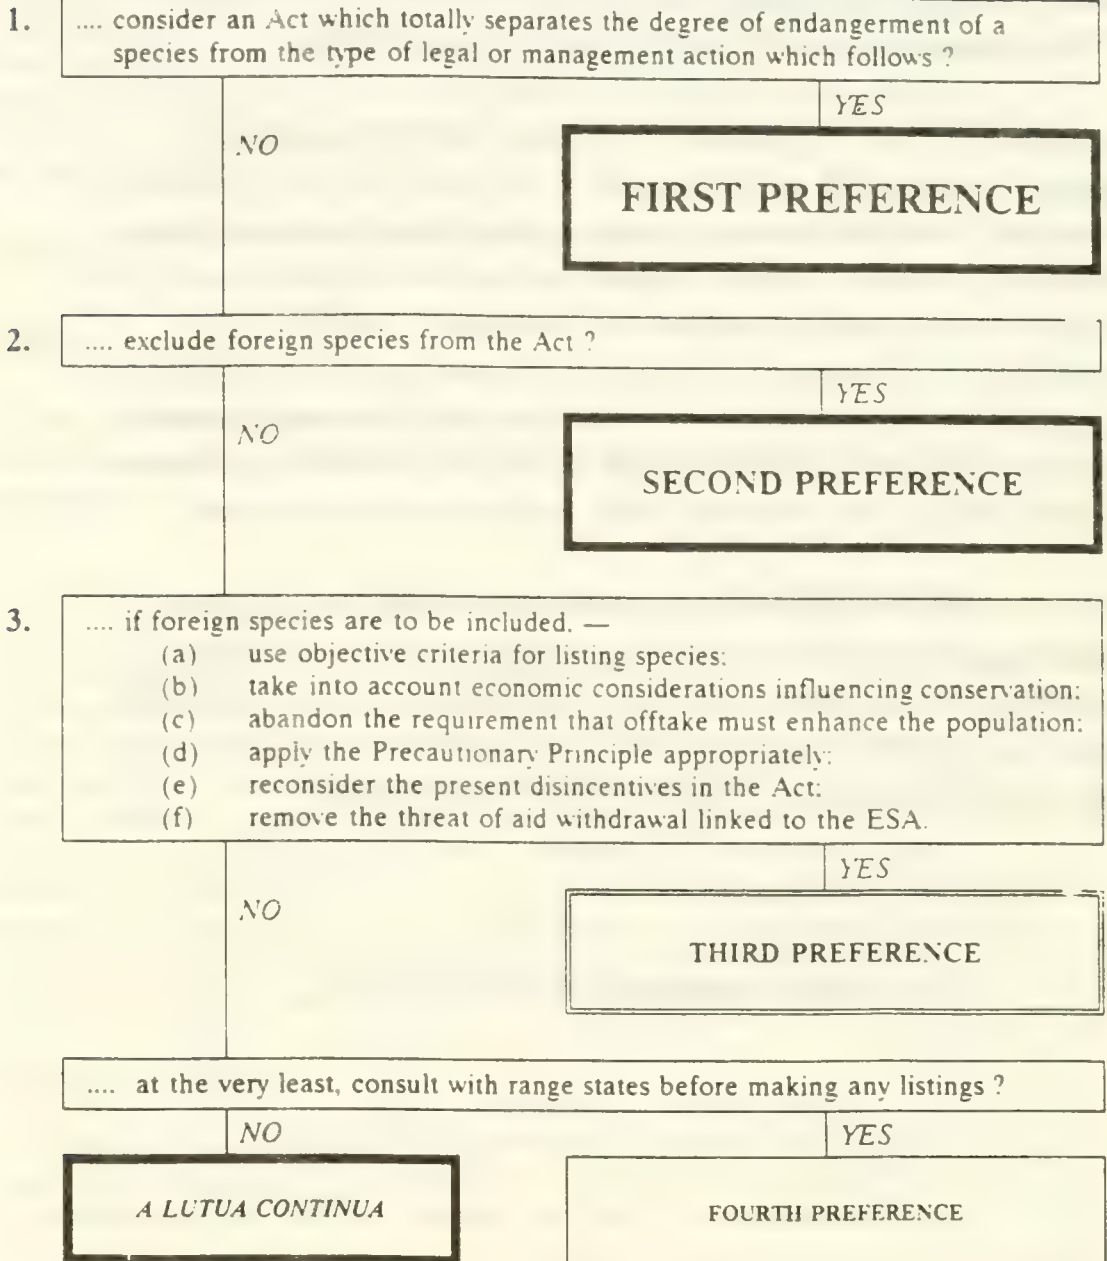 1. .... consider an Act which totally separates the degree of endangerment of a
species from the type of legal or management action which follows ?
YES
NO
FIRST PREFERENCE
2. .... exclude foreign species from the Act ?
YES
NO
SECOND PREFERENCE
3. .... if foreign species are to be included, —
(a) use objective criteria for listing species;
(b) take into account economic considerations influencing conservation;
(c) abandon the requirement that offtake must enhance the population;
(d) apply the Precautionary Principle appropriately;
(e) reconsider the present disincentives in the Act;
(f) remove the threat of aid withdrawal linked to the ESA.
YES
NO
THIRD PREFERENCE
.... at the very least, consult with range states before making any listings ?
NO YES
A LUTUA CONTINUA
FOURTH PREFERENCE